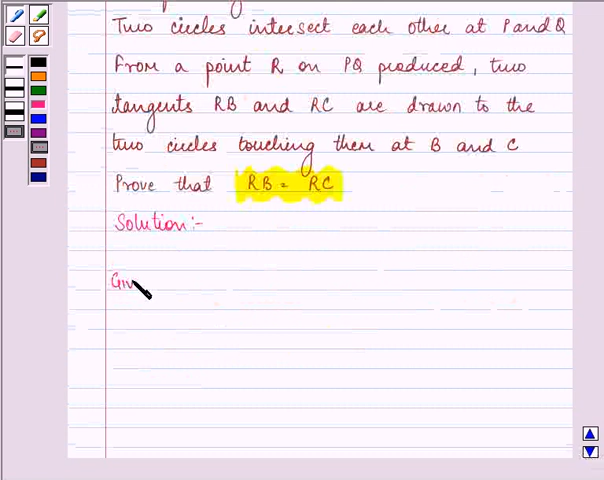 Two circles intersect each other at P and Q
From a point R on PQ produced, two
tangents RB and RC are drawn to the
two circles touching them at B and C
Prove that RB = RC
Solution:-
Giv